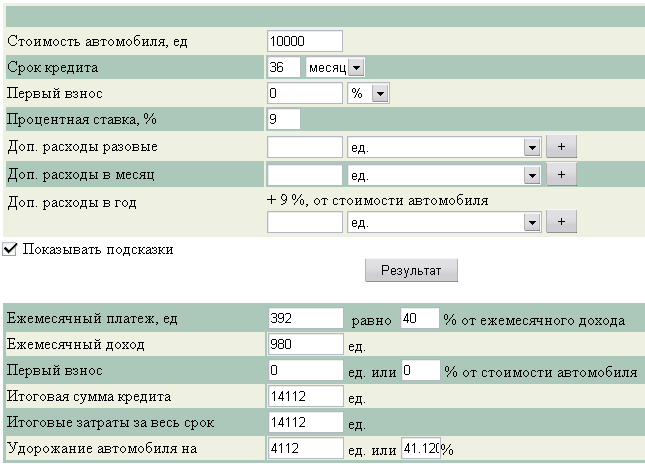 Стоимость автомобиля, ед 10000
Срок кредита 36 месяц
Первый взнос 0 %
Процентная ставка, % 9
Доп. расходы разовые ед. +
Доп. расходы в месяц ед. +
Доп. расходы в год + 9 %, от стоимости автомобиля
ед. +
Показывать подсказки
Результат
Ежемесячный платеж, ед 392 равно 40 % от ежемесячного дохода
Ежемесячный доход 980 ед.
Первый взнос 0 ед. или 0 % от стоимости автомобиля
Итоговая сумма кредита 14112 ед.
Итоговые затраты за весь срок 14112 ед.
Удорожание автомобиля на 4112 ед. или 41.120 %